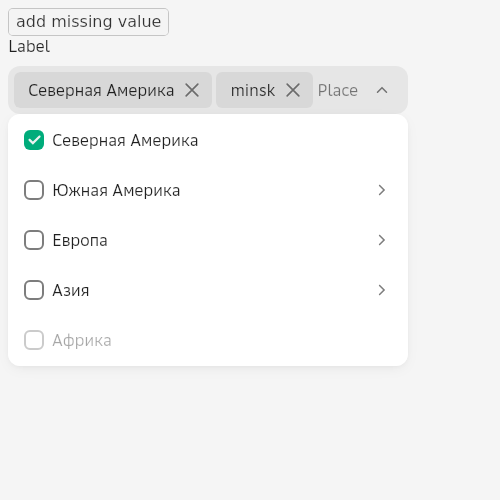 add missing value
Label
Северная Америка minsk Place
Северная Америка
Южная Америка
Европа
Азия
Африка